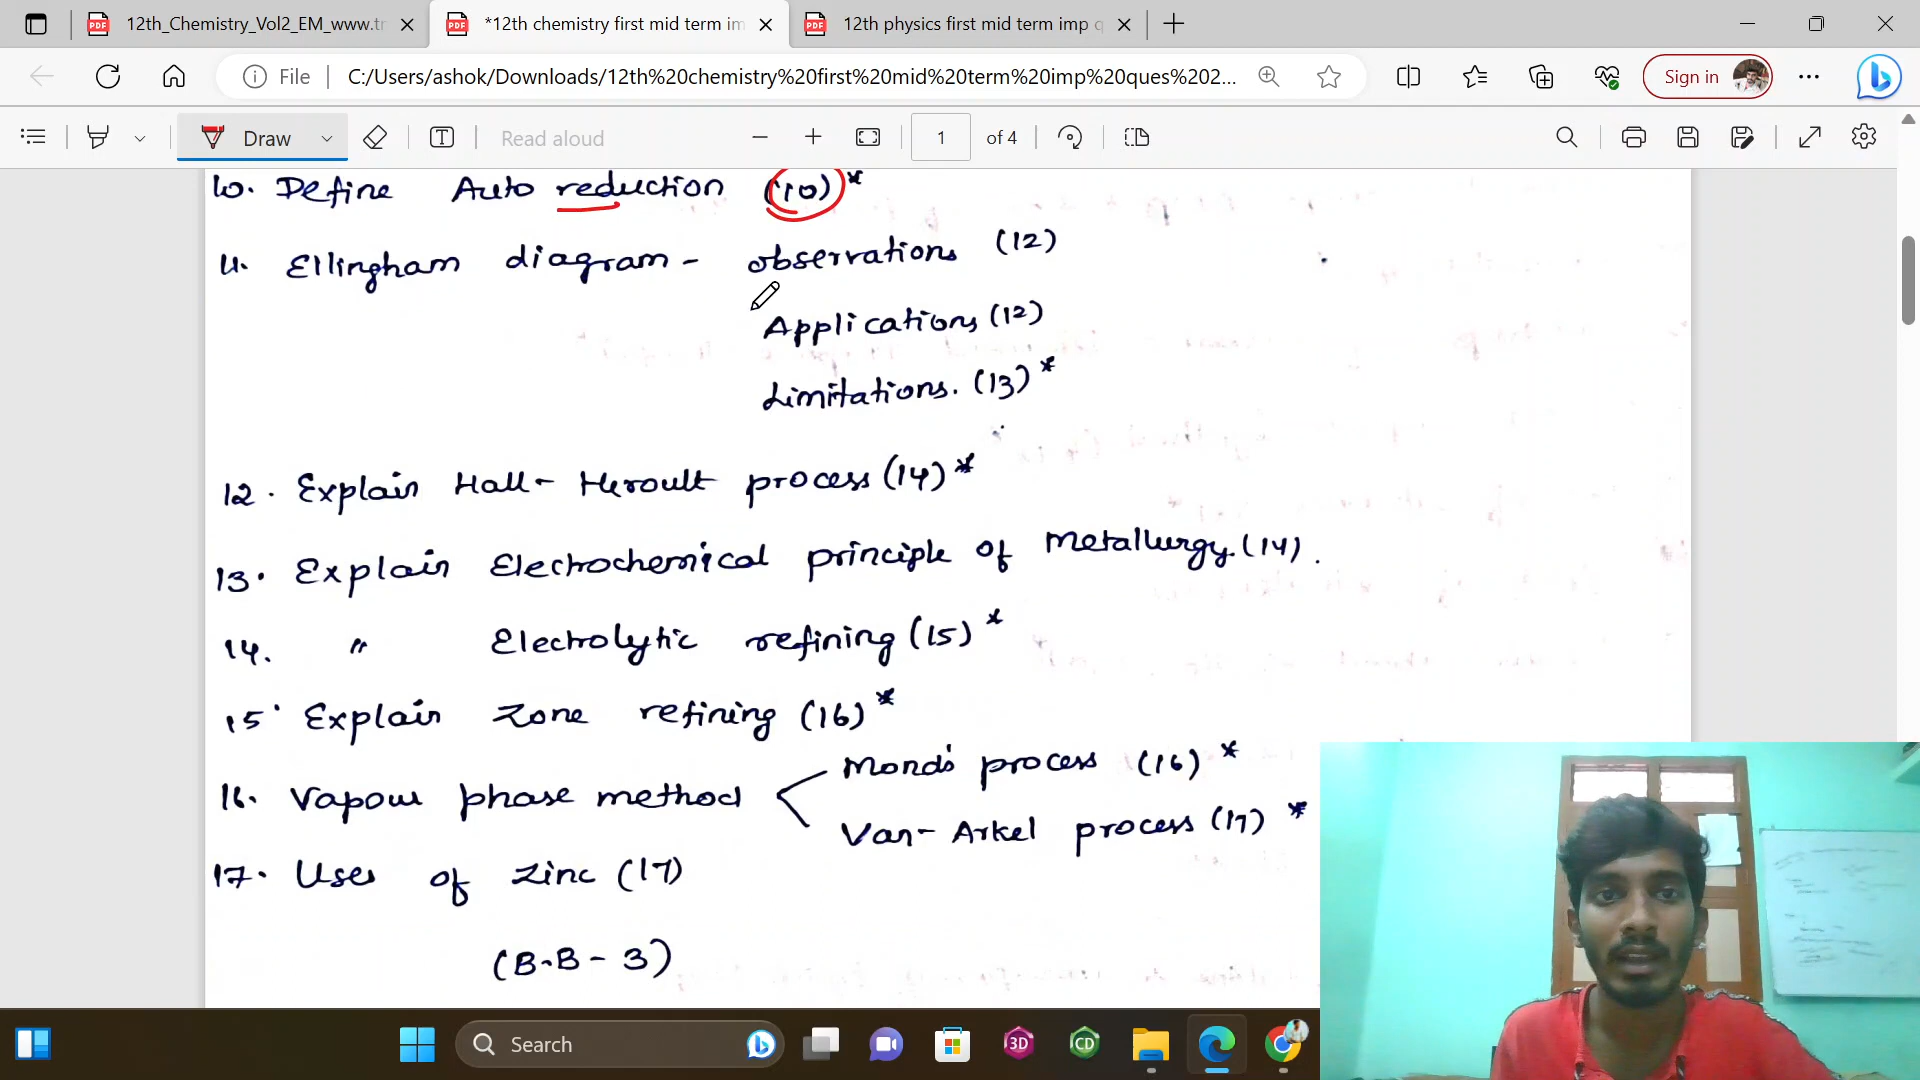 12th_Chemistry_Vol2_EM_www.tr
*12th chemistry first mid term im
12th physics first mid term imp q
File
C:/Users/ashok/Downloads/12th%20chemistry%20first%20mid%20term%20imp%20ques%202...
Sign in
Draw
Read aloud
1 of 4
10. Define Auto reduction (10)*
11. Ellingham diagram - observations (12)
Applications (12)
Limitations. (13)*
12. Explain Hall - Heroult process (14)*
13. Explain Electrochemical principle of Metallurgy. (14).
14. " Electrolytic refining (15)*
15. Explain Zone refining (16)*
16. Vapour phase method
Mond's process (16)*
Van-Arkel process (17)*
17. Uses of Zinc (17)
(B.B - 3)
Search
3D
CD